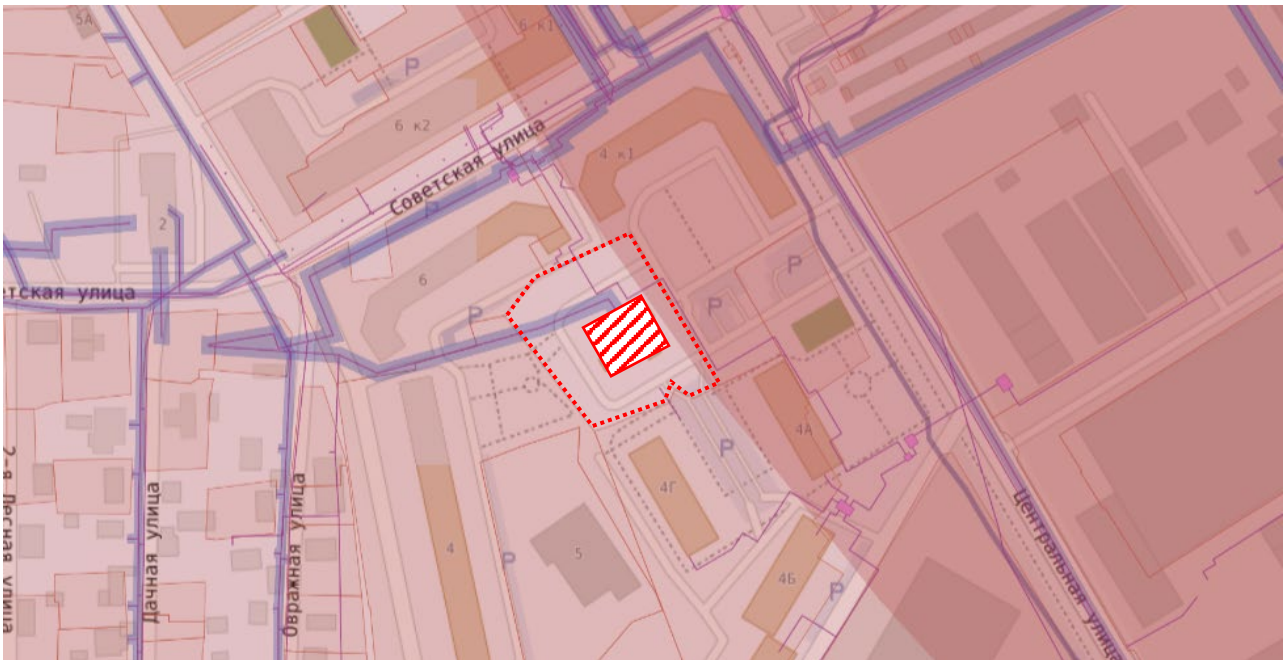 5А
6 к1
Р
6 к2
4 к1
Советская улица
Р
2
6
Р
Р
тская улица
Р
Р
4А
4Г
2-я Лесная улица
Дачная улица
Овражная улица
4
Р
5
4Б
Р
Центральная улица